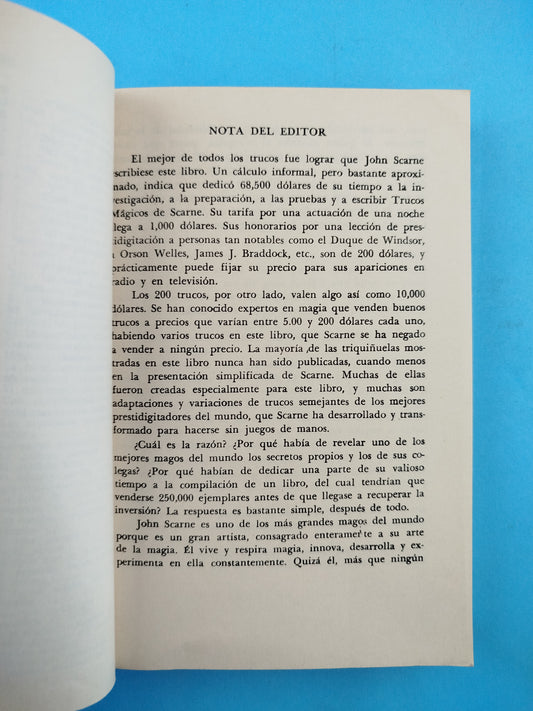 NOTA DEL EDITOR
El mejor de todos los trucos fue lograr que John Scarne
escribiese este libro. Un cálculo informal, pero bastante aproxi-
mado, indica que dedicó 68,500 dólares de su tiempo a la in-
vestigación, a la preparación, a las pruebas y a escribir Trucos
Mágicos de Scarne. Su tarifa por una actuación de una noche
llega a 1,000 dólares. Sus honorarios por una lección de pres-
tidigitación a personas tan notables como el Duque de Windsor,
a Orson Welles, James J. Braddock, etc., son de 200 dólares, y
prácticamente puede fijar su precio para sus apariciones en
radio y en televisión.
Los 200 trucos, por otro lado, valen algo así como 10,000
dólares. Se han conocido expertos en magia que venden buenos
trucos a precios que varían entre 5.00 y 200 dólares cada uno,
habiendo varios trucos en este libro, que Scarne se ha negado
a vender a ningún precio. La mayoría de las triquiñuelas mos-
tradas en este libro nunca han sido publicadas, cuando menos
en la presentación simplificada de Scarne. Muchas de ellas
fueron creadas especialmente para este libro, y muchas son
adaptaciones y variaciones de trucos semejantes de los mejores
prestidigitadores del mundo, que Scarne ha desarrollado y trans-
formado para hacerse sin juegos de manos.
¿Cuál es la razón? ¿Por qué había de revelar uno de los
mejores magos del mundo los secretos propios y los de sus co-
legas? ¿Por qué habían de dedicar una parte de su valioso
tiempo a la compilación de un libro, del cual tendrían que
venderse 250,000 ejemplares antes de que llegase a recuperar la
inversión? La respuesta es bastante simple, después de todo.
John Scarne es uno de los más grandes magos del mundo
porque es un gran artista, consagrado enteramente a su arte
de la magia. Él vive y respira magia, innova, desarrolla y ex-
perimenta en ella constantemente. Quizá él, más que ningún